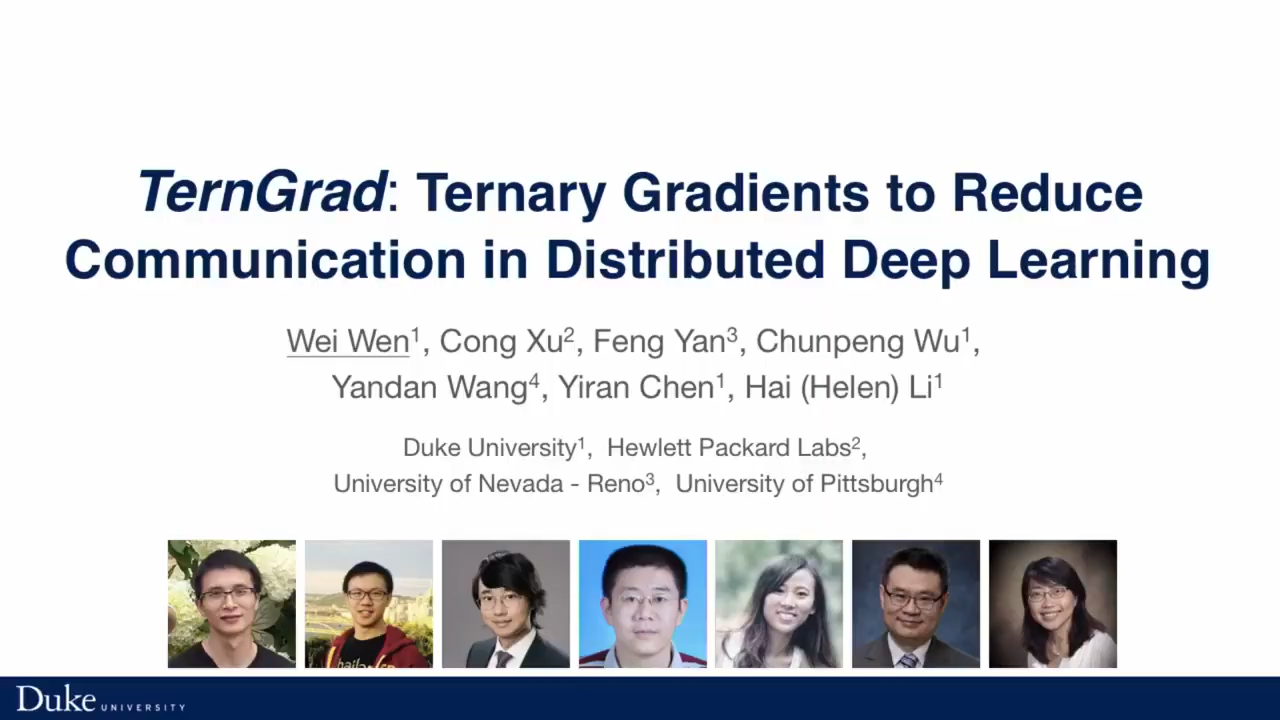 TernGrad: Ternary Gradients to Reduce
Communication in Distributed Deep Learning
Wei Wen1, Cong Xu2, Feng Yan3, Chunpeng Wu1,
Yandan Wang4, Yiran Chen1, Hai (Helen) Li1
Duke University1, Hewlett Packard Labs2,
University of Nevada - Reno3, University of Pittsburgh4
Duke UNIVERSITY